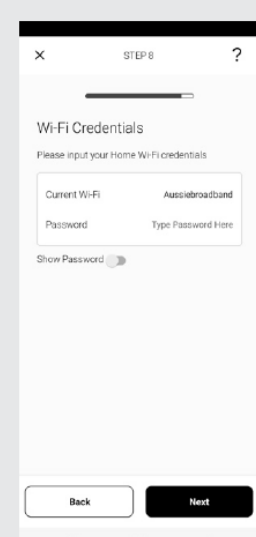 STEP 8
?
Wi-Fi Credentials
Please input your Home Wi-Fi credentials
Current Wi-Fi Aussiebroadband
Password Type Password Here
Show Password
Back Next